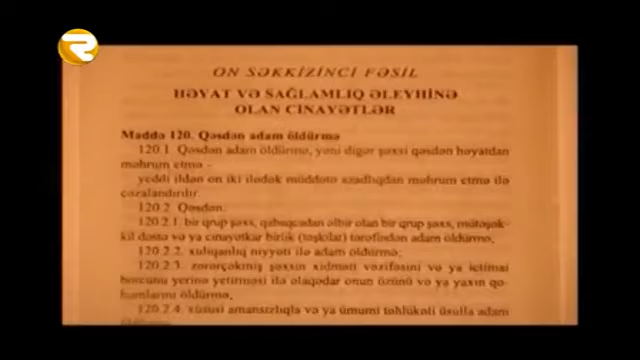 ON SƏKKİZİNCİ FƏSİL
HƏYAT VƏ SAĞLAMLIQ ƏLEYHİNƏ
OLAN CİNAYƏTLƏR
Maddə 120. Qəsdən adam öldürmə
120.1. Qəsdən adam öldürmə, yəni digər şəxsi qəsdən həyatdan
məhrum etmə –
yeddi ildən on iki ilədək müddətə azadlıqdan məhrum etmə ilə
cəzalandırılır.
120.2. Qəsdən:
120.2.1. bir qrup şəxs, qabaqcadan əlbir olan bir qrup şəxs, mütəşək-
kil dəstə və ya cinayətkar birlik (təşkilat) tərəfindən adam öldürmə;
120.2.2. xuliqanlıq niyyəti ilə adam öldürmə;
120.2.3. zərərçəkmiş şəxsin xidməti vəzifəsini və ya ictimai
borcunu yerinə yetirməsi ilə əlaqədar onun özünü və ya yaxın qo-
humlarını öldürmə;
120.2.4. xüsusi amansızlıqla və ya ümumi təhlükəli üsulla adam